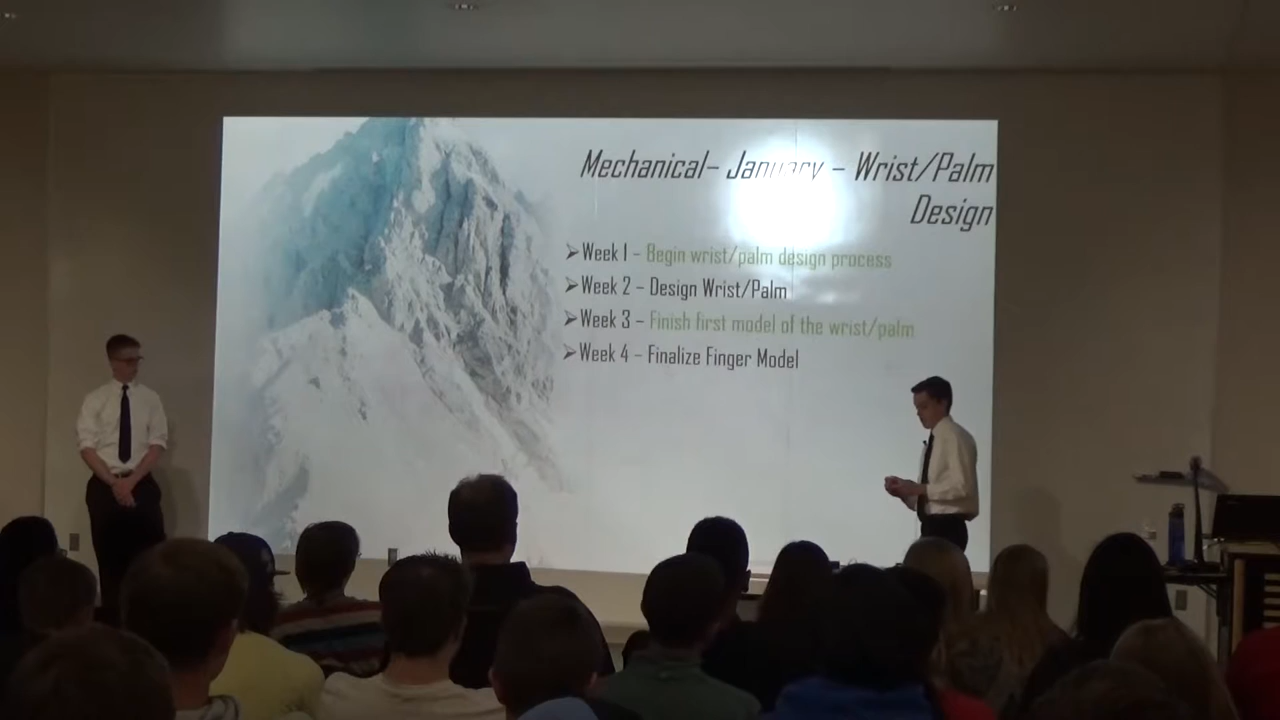 Mechanical– January – Wrist/Palm
Design
➢Week 1 – Begin wrist/palm design process
➢Week 2 – Design Wrist/Palm
➢Week 3 – Finish first model of the wrist/palm
➢Week 4 – Finalize Finger Model